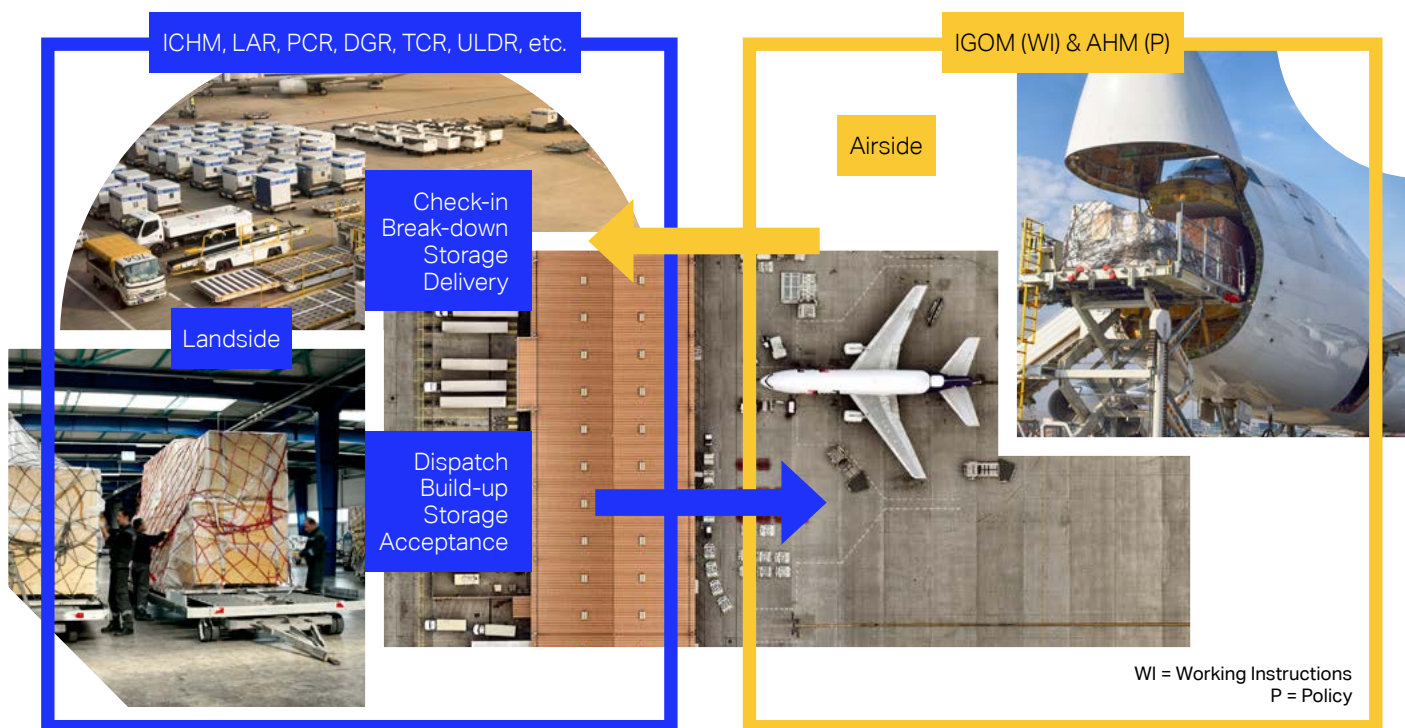 ICHM, LAR, PCR, DGR, TCR, ULDR, etc.
IGOM (WI) & AHM (P)
Airside
Check-in
Break-down
Storage
Delivery
Landside
Dispatch
Build-up
Storage
Acceptance
WI = Working Instructions
P = Policy